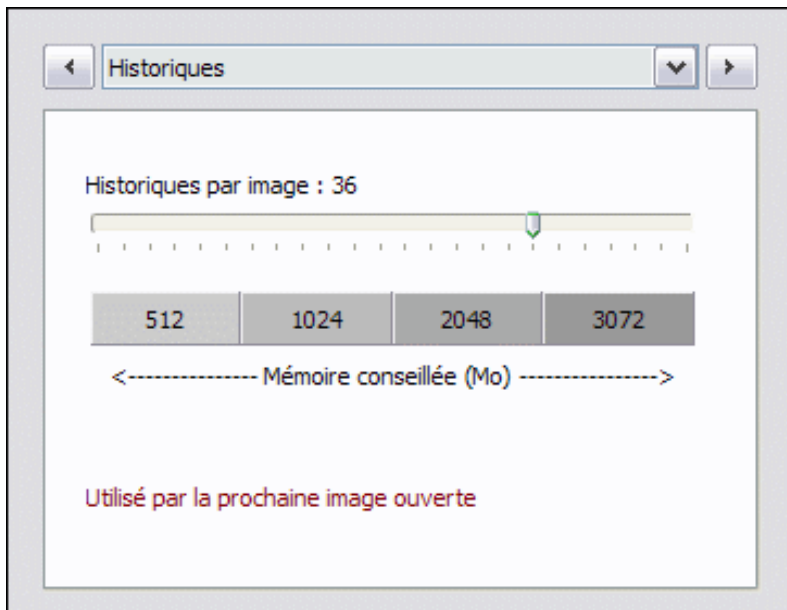 Historiques
Historiques par image : 36
512 1024 2048 3072
<--------------- Mémoire conseillée (Mo) --------------->
Utilisé par la prochaine image ouverte